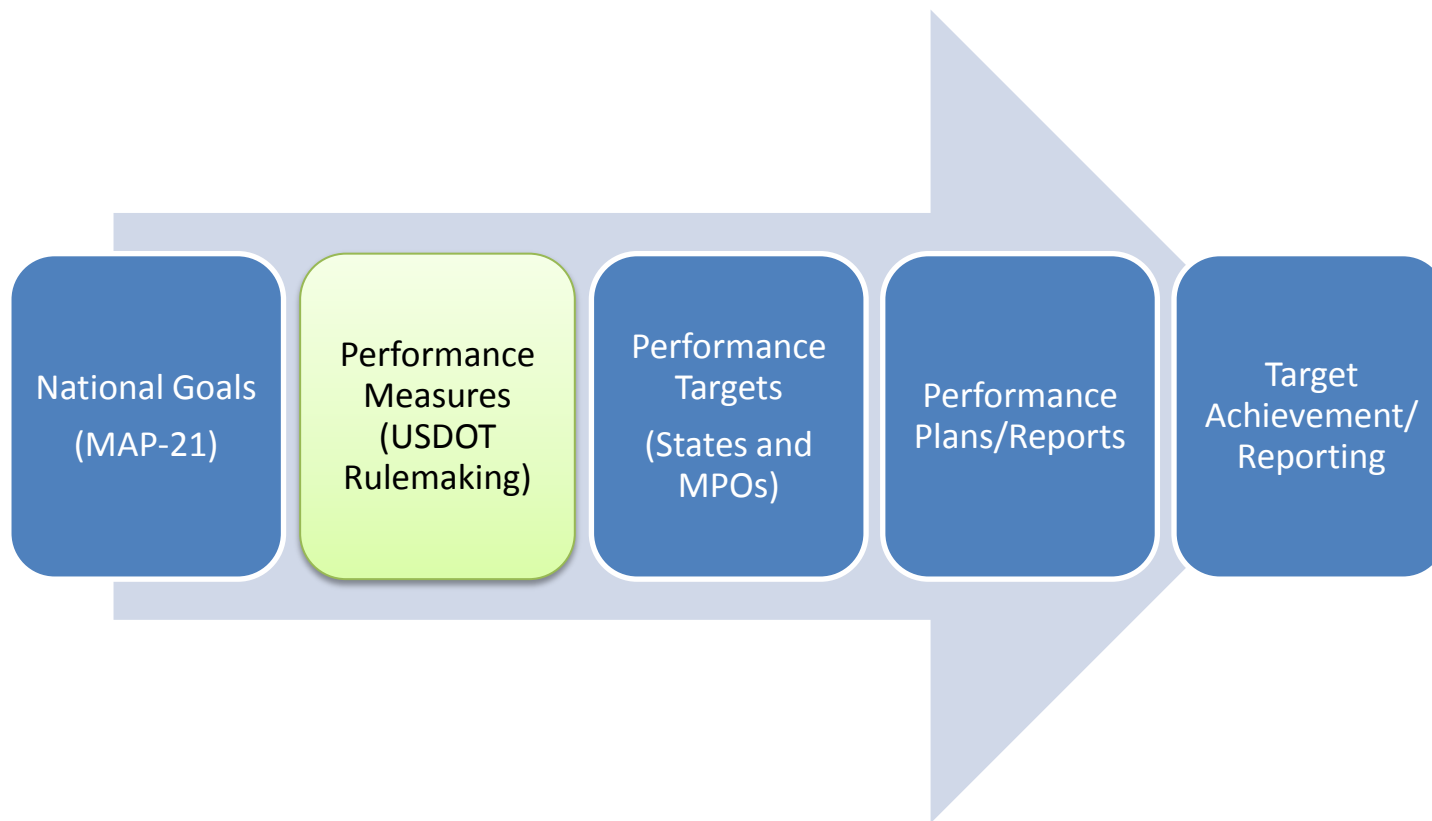 National Goals
(MAP-21)
Performance
Measures
(USDOT
Rulemaking)
Performance
Targets
(States and
MPOs)
Performance
Plans/Reports
Target
Achievement/
Reporting